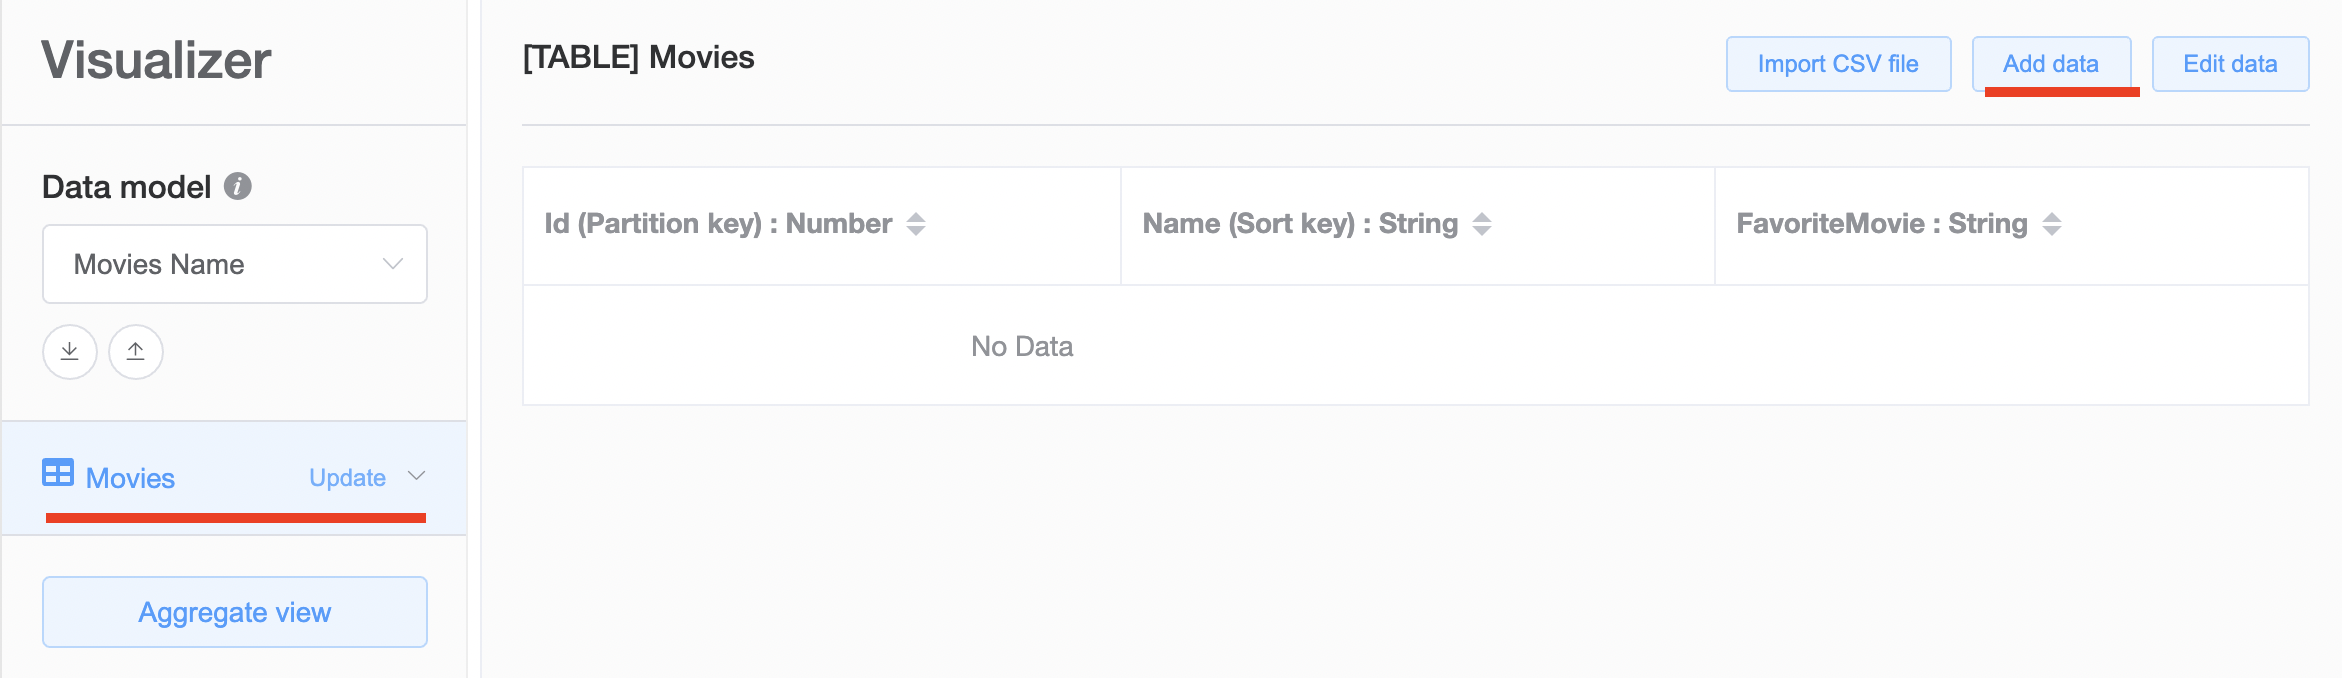 Visualizer
Data model
Movies Name
Movies Update
Aggregate view
[TABLE] Movies
Import CSV file Add data Edit data
Id (Partition key) : Number Name (Sort key) : String FavoriteMovie : String
No Data